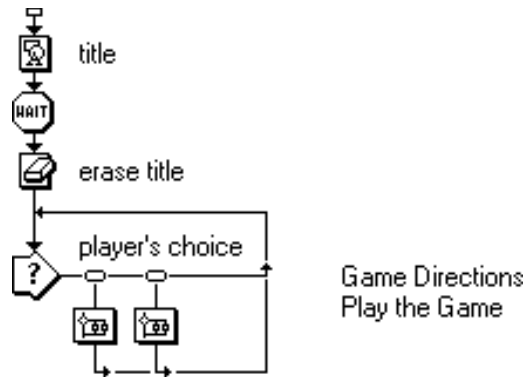 title
WAIT
erase title
player's choice
?
Game Directions
Play the Game